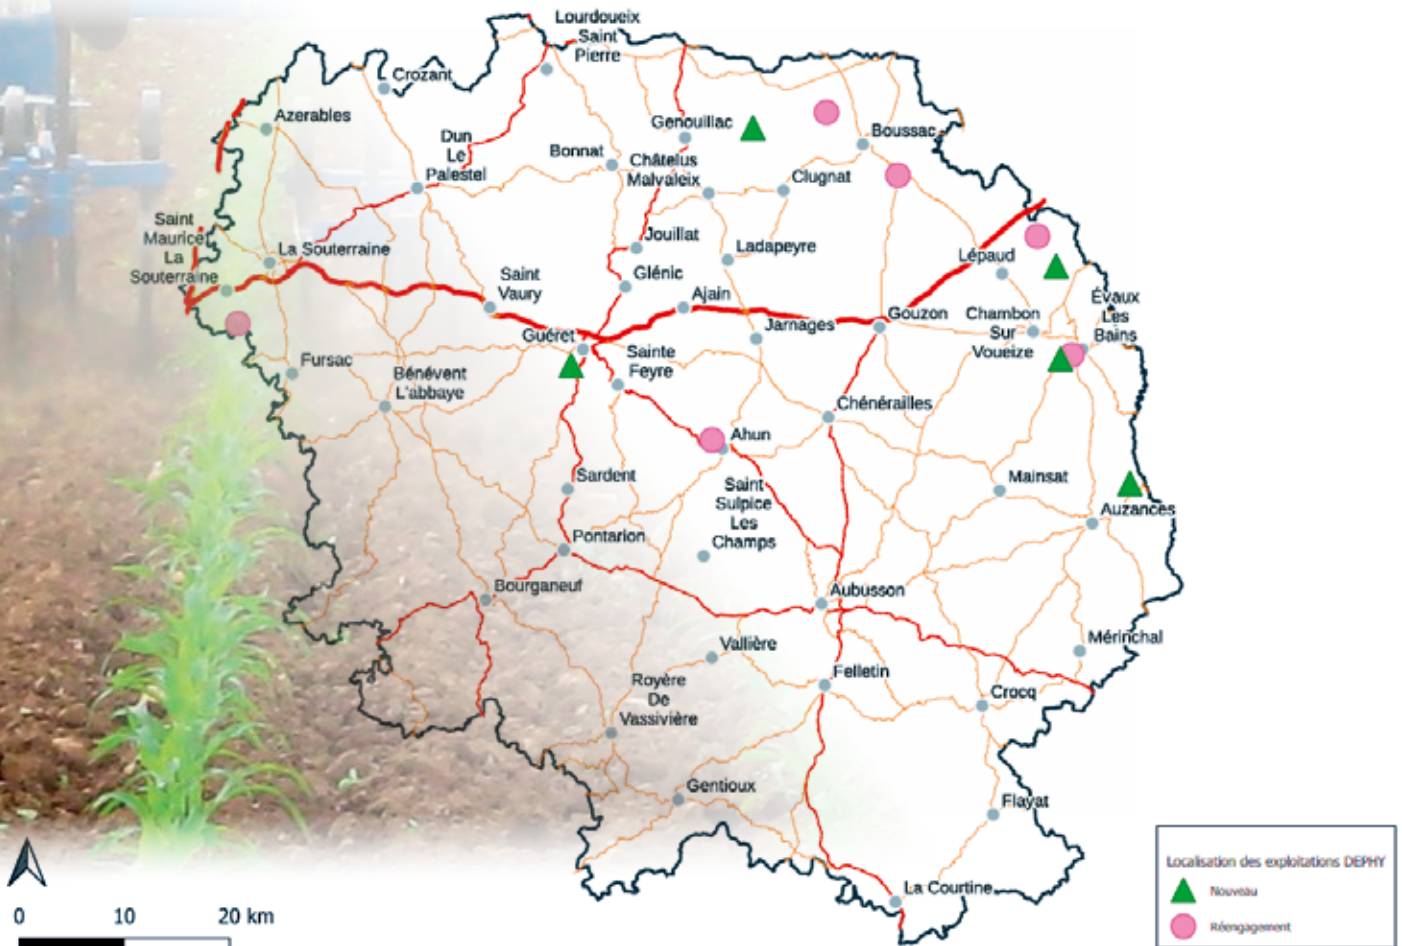 Lourdoueix
Saint
Pierre
Crozant
Azerables
Genouillac
Boussac
Dun
Le
Palestel
Bonnat
Châtelus
Malvaleix
Clugnat
Saint
Maurice
La
Souterraine
La Souterraine
Jouillat
Ladapeyre
Lépaud
Glénic
Saint
Vaury
Ajain
Évaux
Les
Bains
Gouzon
Chambon
Sur
Voueize
Jarnages
Guéret
Sainte
Feyre
Fursac
Bénévent
L'abbaye
Chénérailles
Ahun
Sardent
Saint
Sulpice
Les
Champs
Mainsat
Auzances
Pontarion
Bourganeuf
Aubusson
Mérinchal
Vallière
Felletin
Royère
De
Vassivière
Crocq
Gentioux
Flayat
La Courtine
Localisation des exploitations DEPHY
Nouveau
Réengagement
0 10 20 km